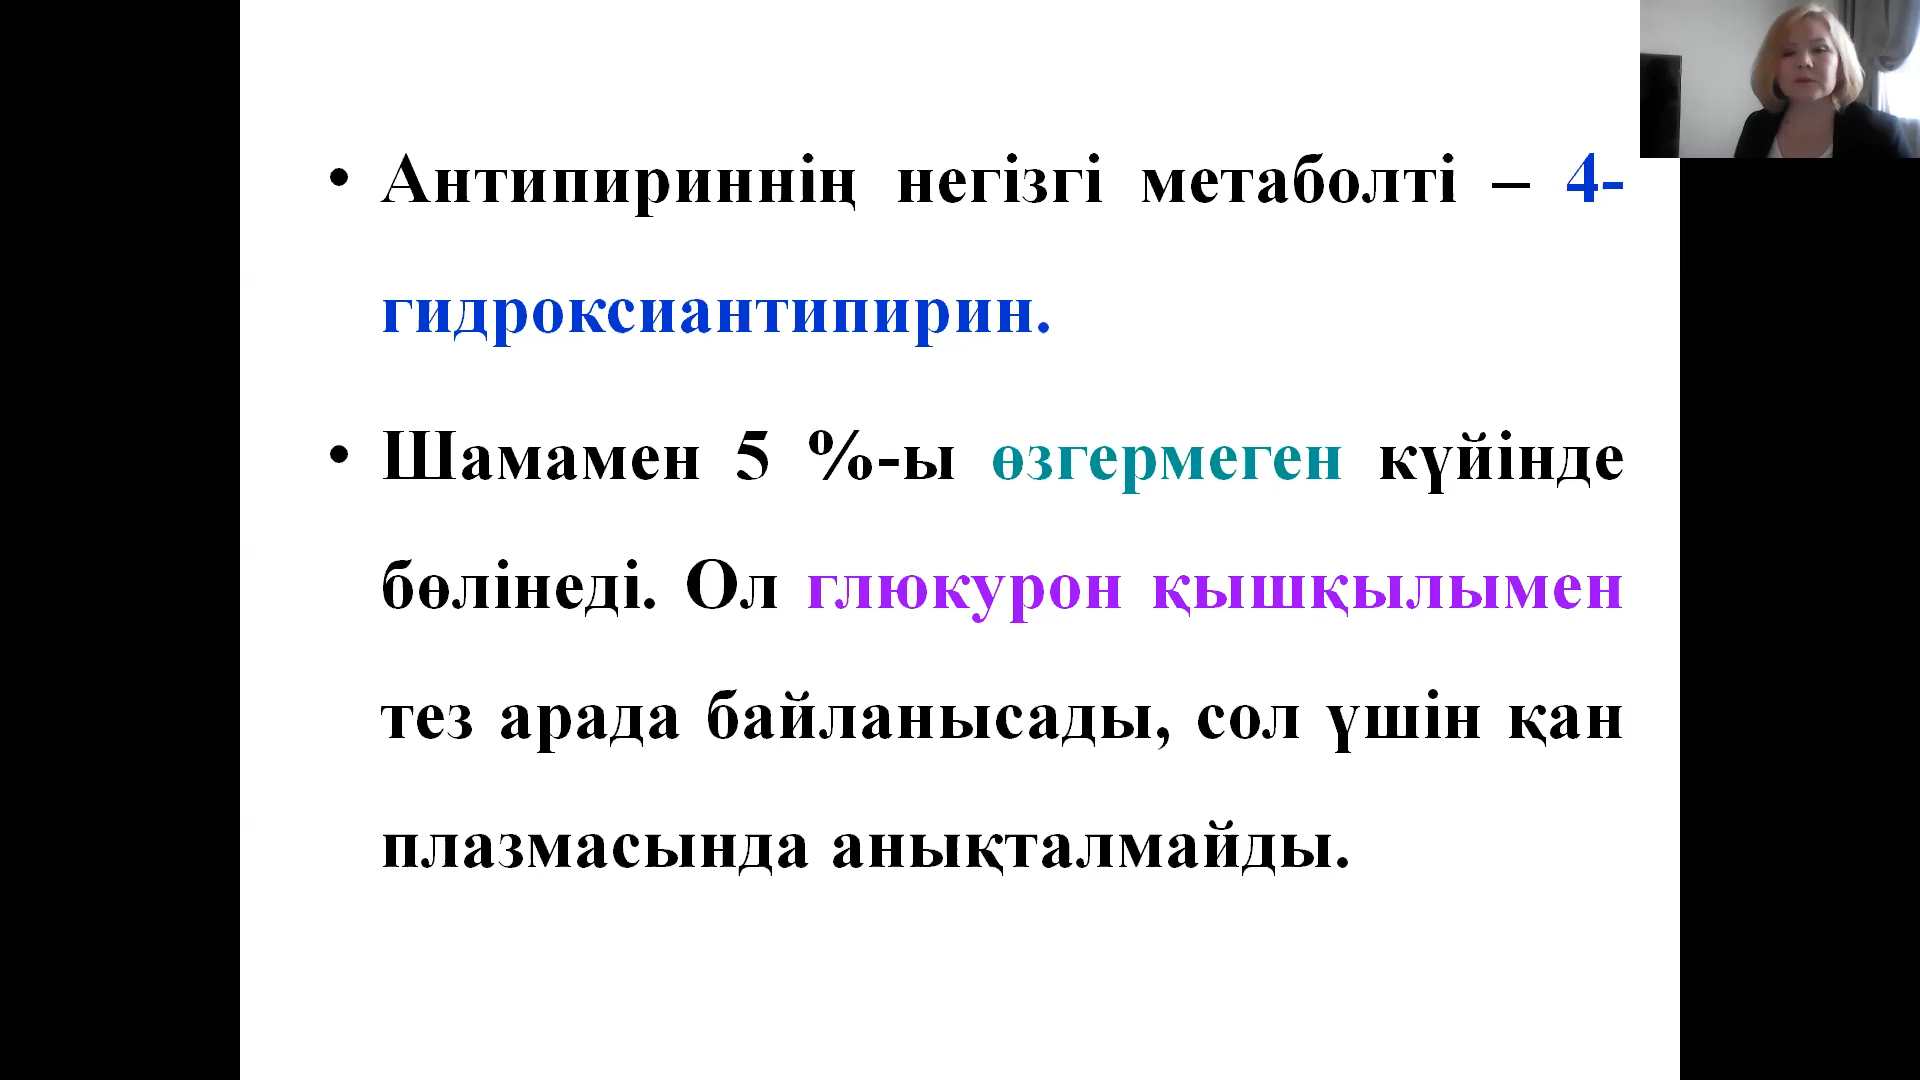 • Антипириннің негізгі метаболті – 4-
гидроксиантипирин.
• Шамамен 5 %-ы өзгермеген күйінде
бөлінеді. Ол глюкурон қышқылымен
тез арада байланысады, сол үшін қан
плазмасында анықталмайды.